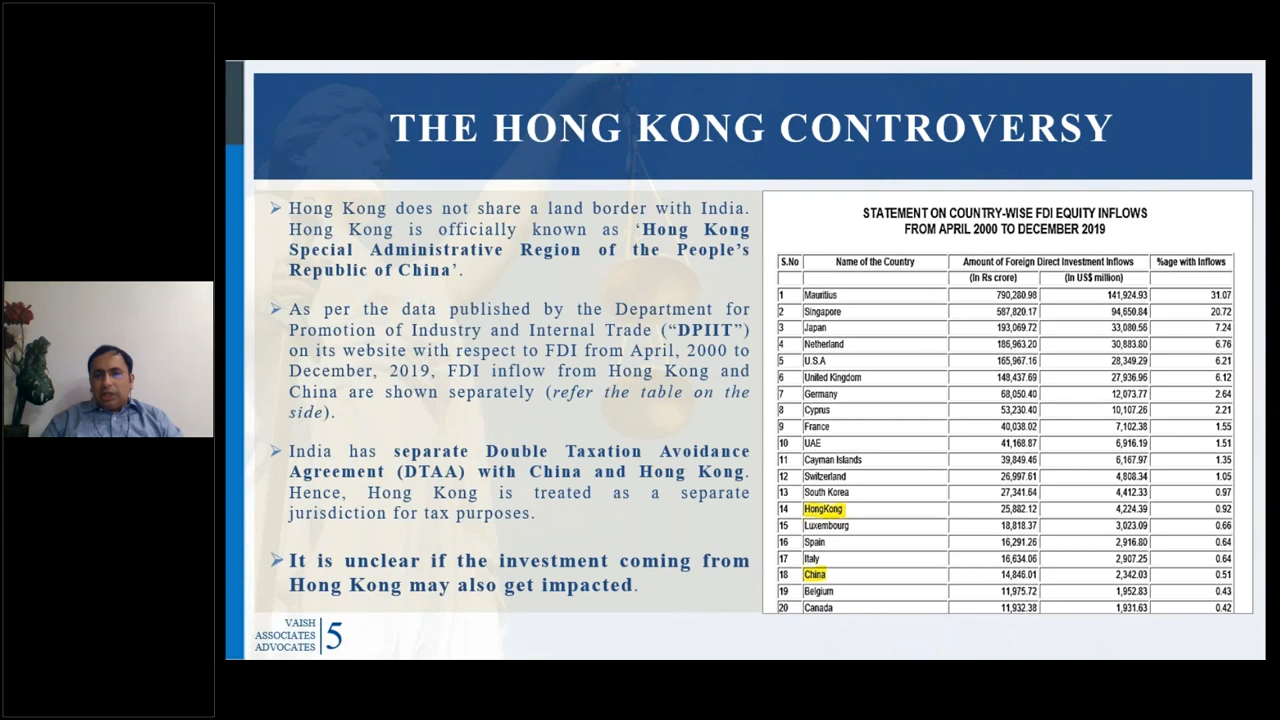 THE HONG KONG CONTROVERSY
Hong Kong does not share a land border with India.
Hong Kong is officially known as ‘Hong Kong
Special Administrative Region of the People’s
Republic of China’.
As per the data published by the Department for
Promotion of Industry and Internal Trade (“DPIIT”)
on its website with respect to FDI from April, 2000 to
December, 2019, FDI inflow from Hong Kong and
China are shown separately (refer the table on the
side).
India has separate Double Taxation Avoidance
Agreement (DTAA) with China and Hong Kong.
Hence, Hong Kong is treated as a separate
jurisdiction for tax purposes.
It is unclear if the investment coming from
Hong Kong may also get impacted.
STATEMENT ON COUNTRY-WISE FDI EQUITY INFLOWS
FROM APRIL 2000 TO DECEMBER 2019
S.No Name of the Country Amount of Foreign Direct Investment Inflows %age with Inflows
(In Rs crore) (In US$ million)
1 Mauritius 790,280.98 141,924.93 31.07
2 Singapore 587,820.17 94,650.84 20.72
3 Japan 193,069.72 33,080.56 7.24
4 Netherland 186,963.20 30,883.80 6.76
5 U.S.A 165,967.16 28,349.29 6.21
6 United Kingdom 148,437.69 27,936.96 6.12
7 Germany 68,050.40 12,073.77 2.64
8 Cyprus 53,230.40 10,107.26 2.21
9 France 40,038.02 7,102.38 1.55
10 UAE 41,168.87 6,916.19 1.51
11 Cayman Islands 39,849.46 6,167.97 1.35
12 Switzerland 26,997.61 4,808.34 1.05
13 South Korea 27,341.64 4,412.33 0.97
14 HongKong 25,882.12 4,224.39 0.92
15 Luxembourg 18,818.37 3,023.09 0.66
16 Spain 16,291.26 2,916.80 0.64
17 Italy 16,634.06 2,907.25 0.64
18 China 14,846.01 2,342.03 0.51
19 Belgium 11,975.72 1,952.83 0.43
20 Canada 11,932.38 1,931.63 0.42
VAISH
ASSOCIATES
ADVOCATES
5